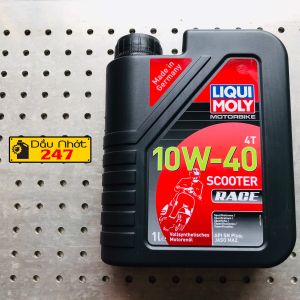 Dầu Nhớt
247
Made in
Germany
LIQUI
MOLY
MOTORBIKE
4T
10W-40
SCOOTER
RACE
1L
Vollsynthetisches
Motorenöl
API SN Plus;
JASO MA2